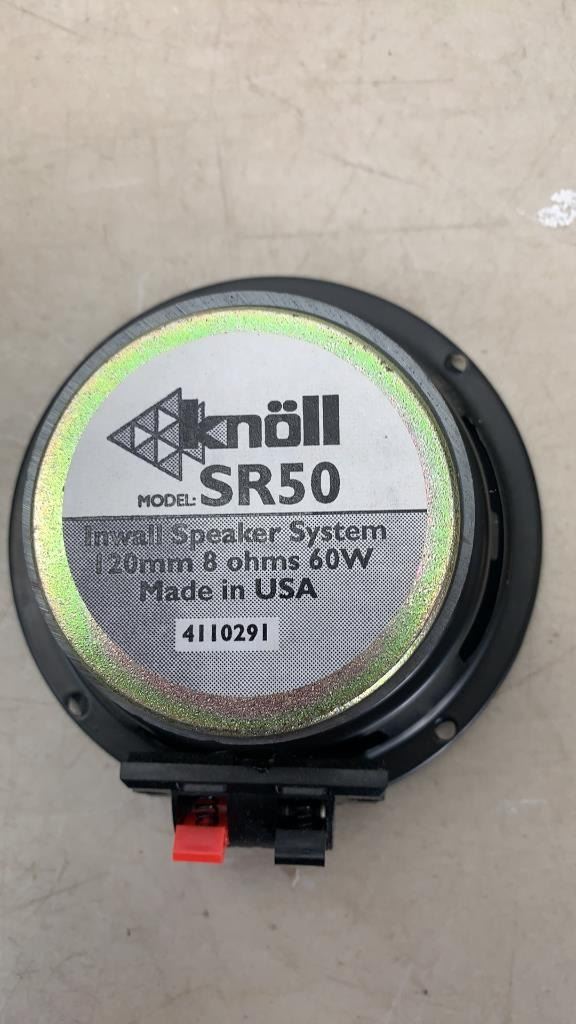 knöll
MODEL: SR50
Inwall Speaker System
120mm 8 ohms 60W
Made in USA
4110291